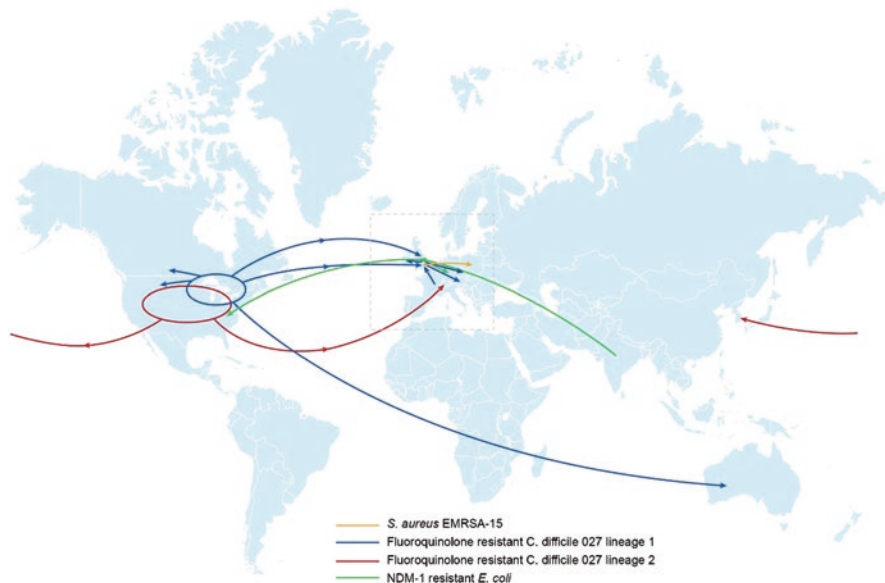 S. aureus EMRSA-15
Fluoroquinolone resistant C. difficile 027 lineage 1
Fluoroquinolone resistant C. difficile 027 lineage 2
NDM-1 resistant E. coli